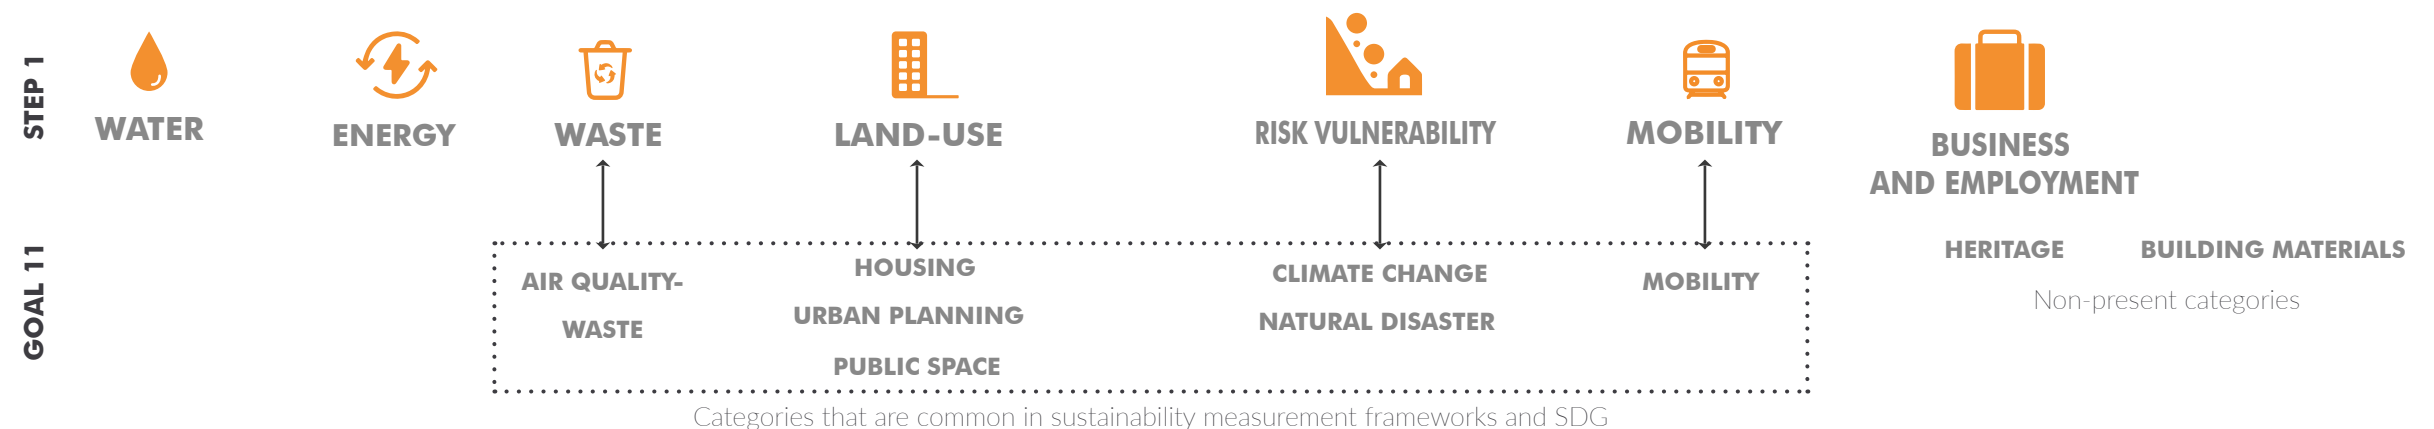 STEP 1
WATER
ENERGY
WASTE
LAND-USE
RISK VULNERABILITY
MOBILITY
BUSINESS
AND EMPLOYMENT
GOAL 11
AIR QUALITY-
WASTE
HOUSING
URBAN PLANNING
PUBLIC SPACE
CLIMATE CHANGE
NATURAL DISASTER
MOBILITY
HERITAGE
BUILDING MATERIALS
Non-present categories
Categories that are common in sustainability measurement frameworks and SDG